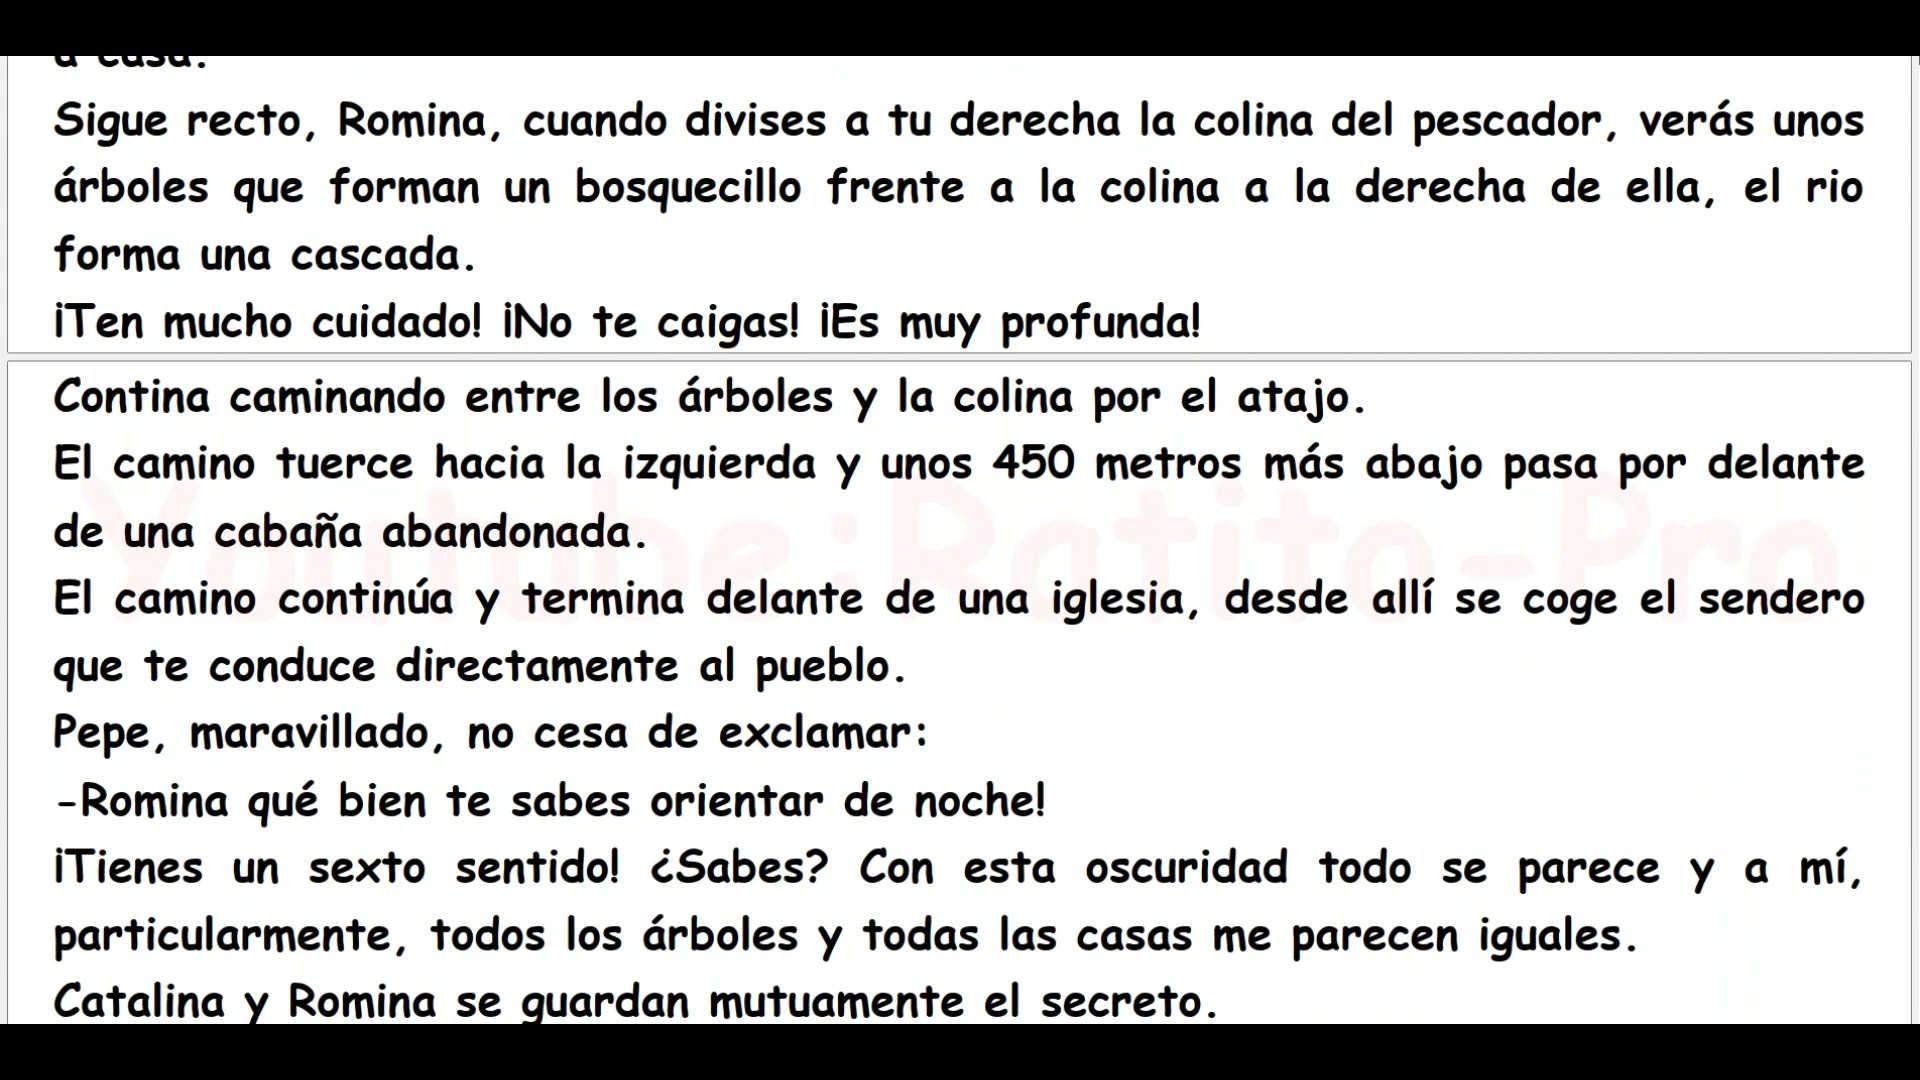 a casa.
Sigue recto, Romina, cuando divises a tu derecha la colina del pescador, verás unos
árboles que forman un bosquecillo frente a la colina a la derecha de ella, el rio
forma una cascada.
¡Ten mucho cuidado! ¡No te caigas! ¡Es muy profunda!
Contina caminando entre los árboles y la colina por el atajo.
El camino tuerce hacia la izquierda y unos 450 metros más abajo pasa por delante
de una cabaña abandonada.
Youtube:Ratito-Pro
El camino continúa y termina delante de una iglesia, desde allí se coge el sendero
que te conduce directamente al pueblo.
Pepe, maravillado, no cesa de exclamar:
-Romina qué bien te sabes orientar de noche!
¡Tienes un sexto sentido! ¿Sabes? Con esta oscuridad todo se parece y a mí,
particularmente, todos los árboles y todas las casas me parecen iguales.
Catalina y Romina se guardan mutuamente el secreto.